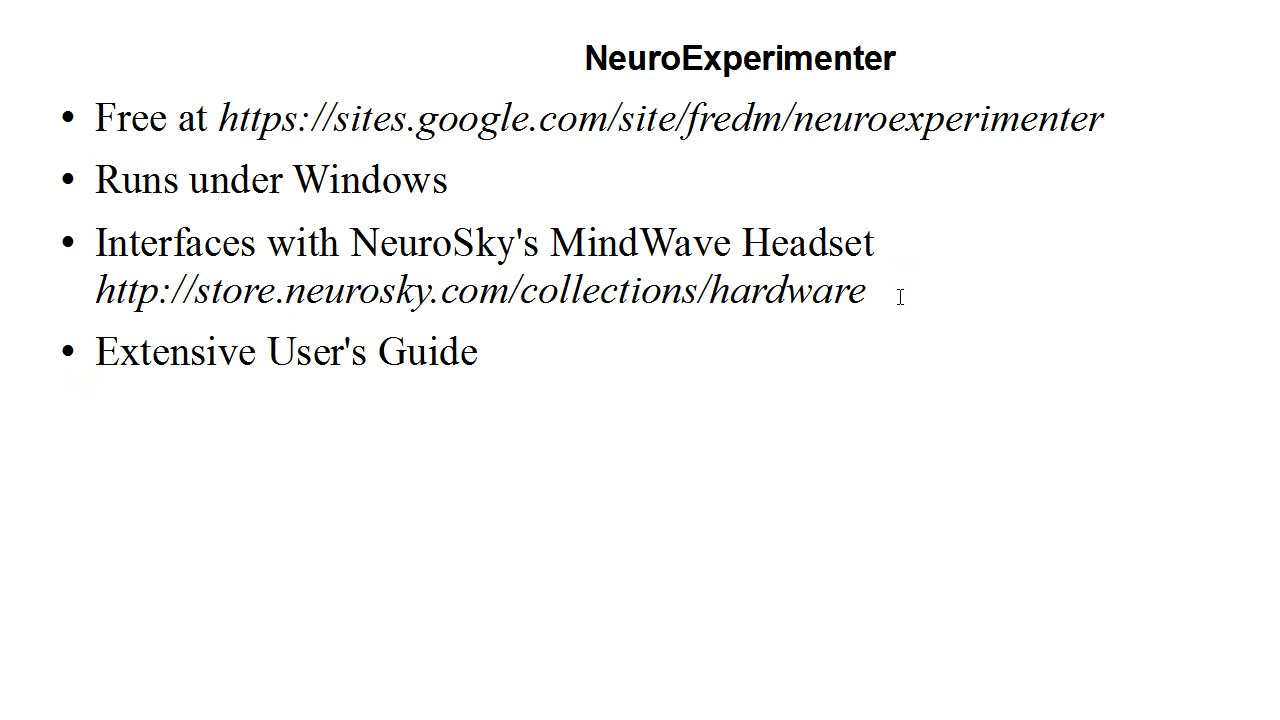 NeuroExperimenter
• Free at https://sites.google.com/site/fredm/neuroexperimenter
• Runs under Windows
• Interfaces with NeuroSky's MindWave Headset
http://store.neurosky.com/collections/hardware
• Extensive User's Guide